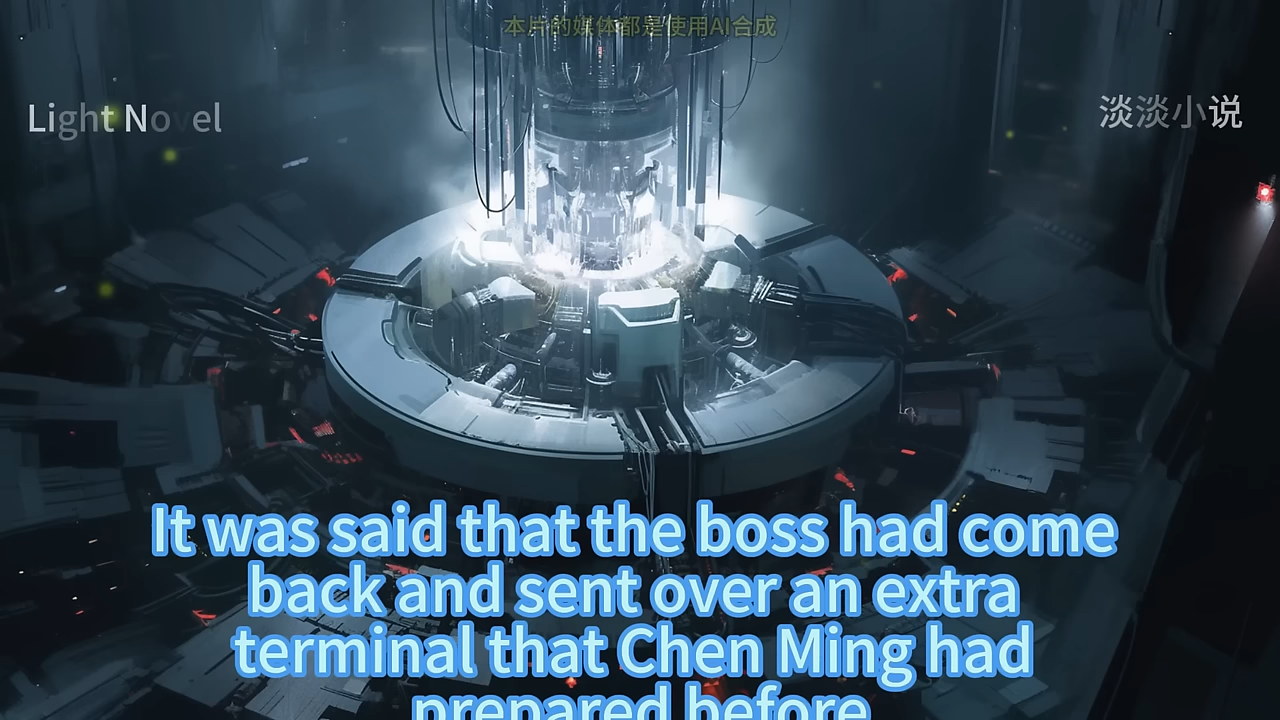 本片的媒体都是使用AI合成
Light Novel
淡淡小说
It was said that the boss had come
back and sent over an extra
terminal that Chen Ming had
prepared before